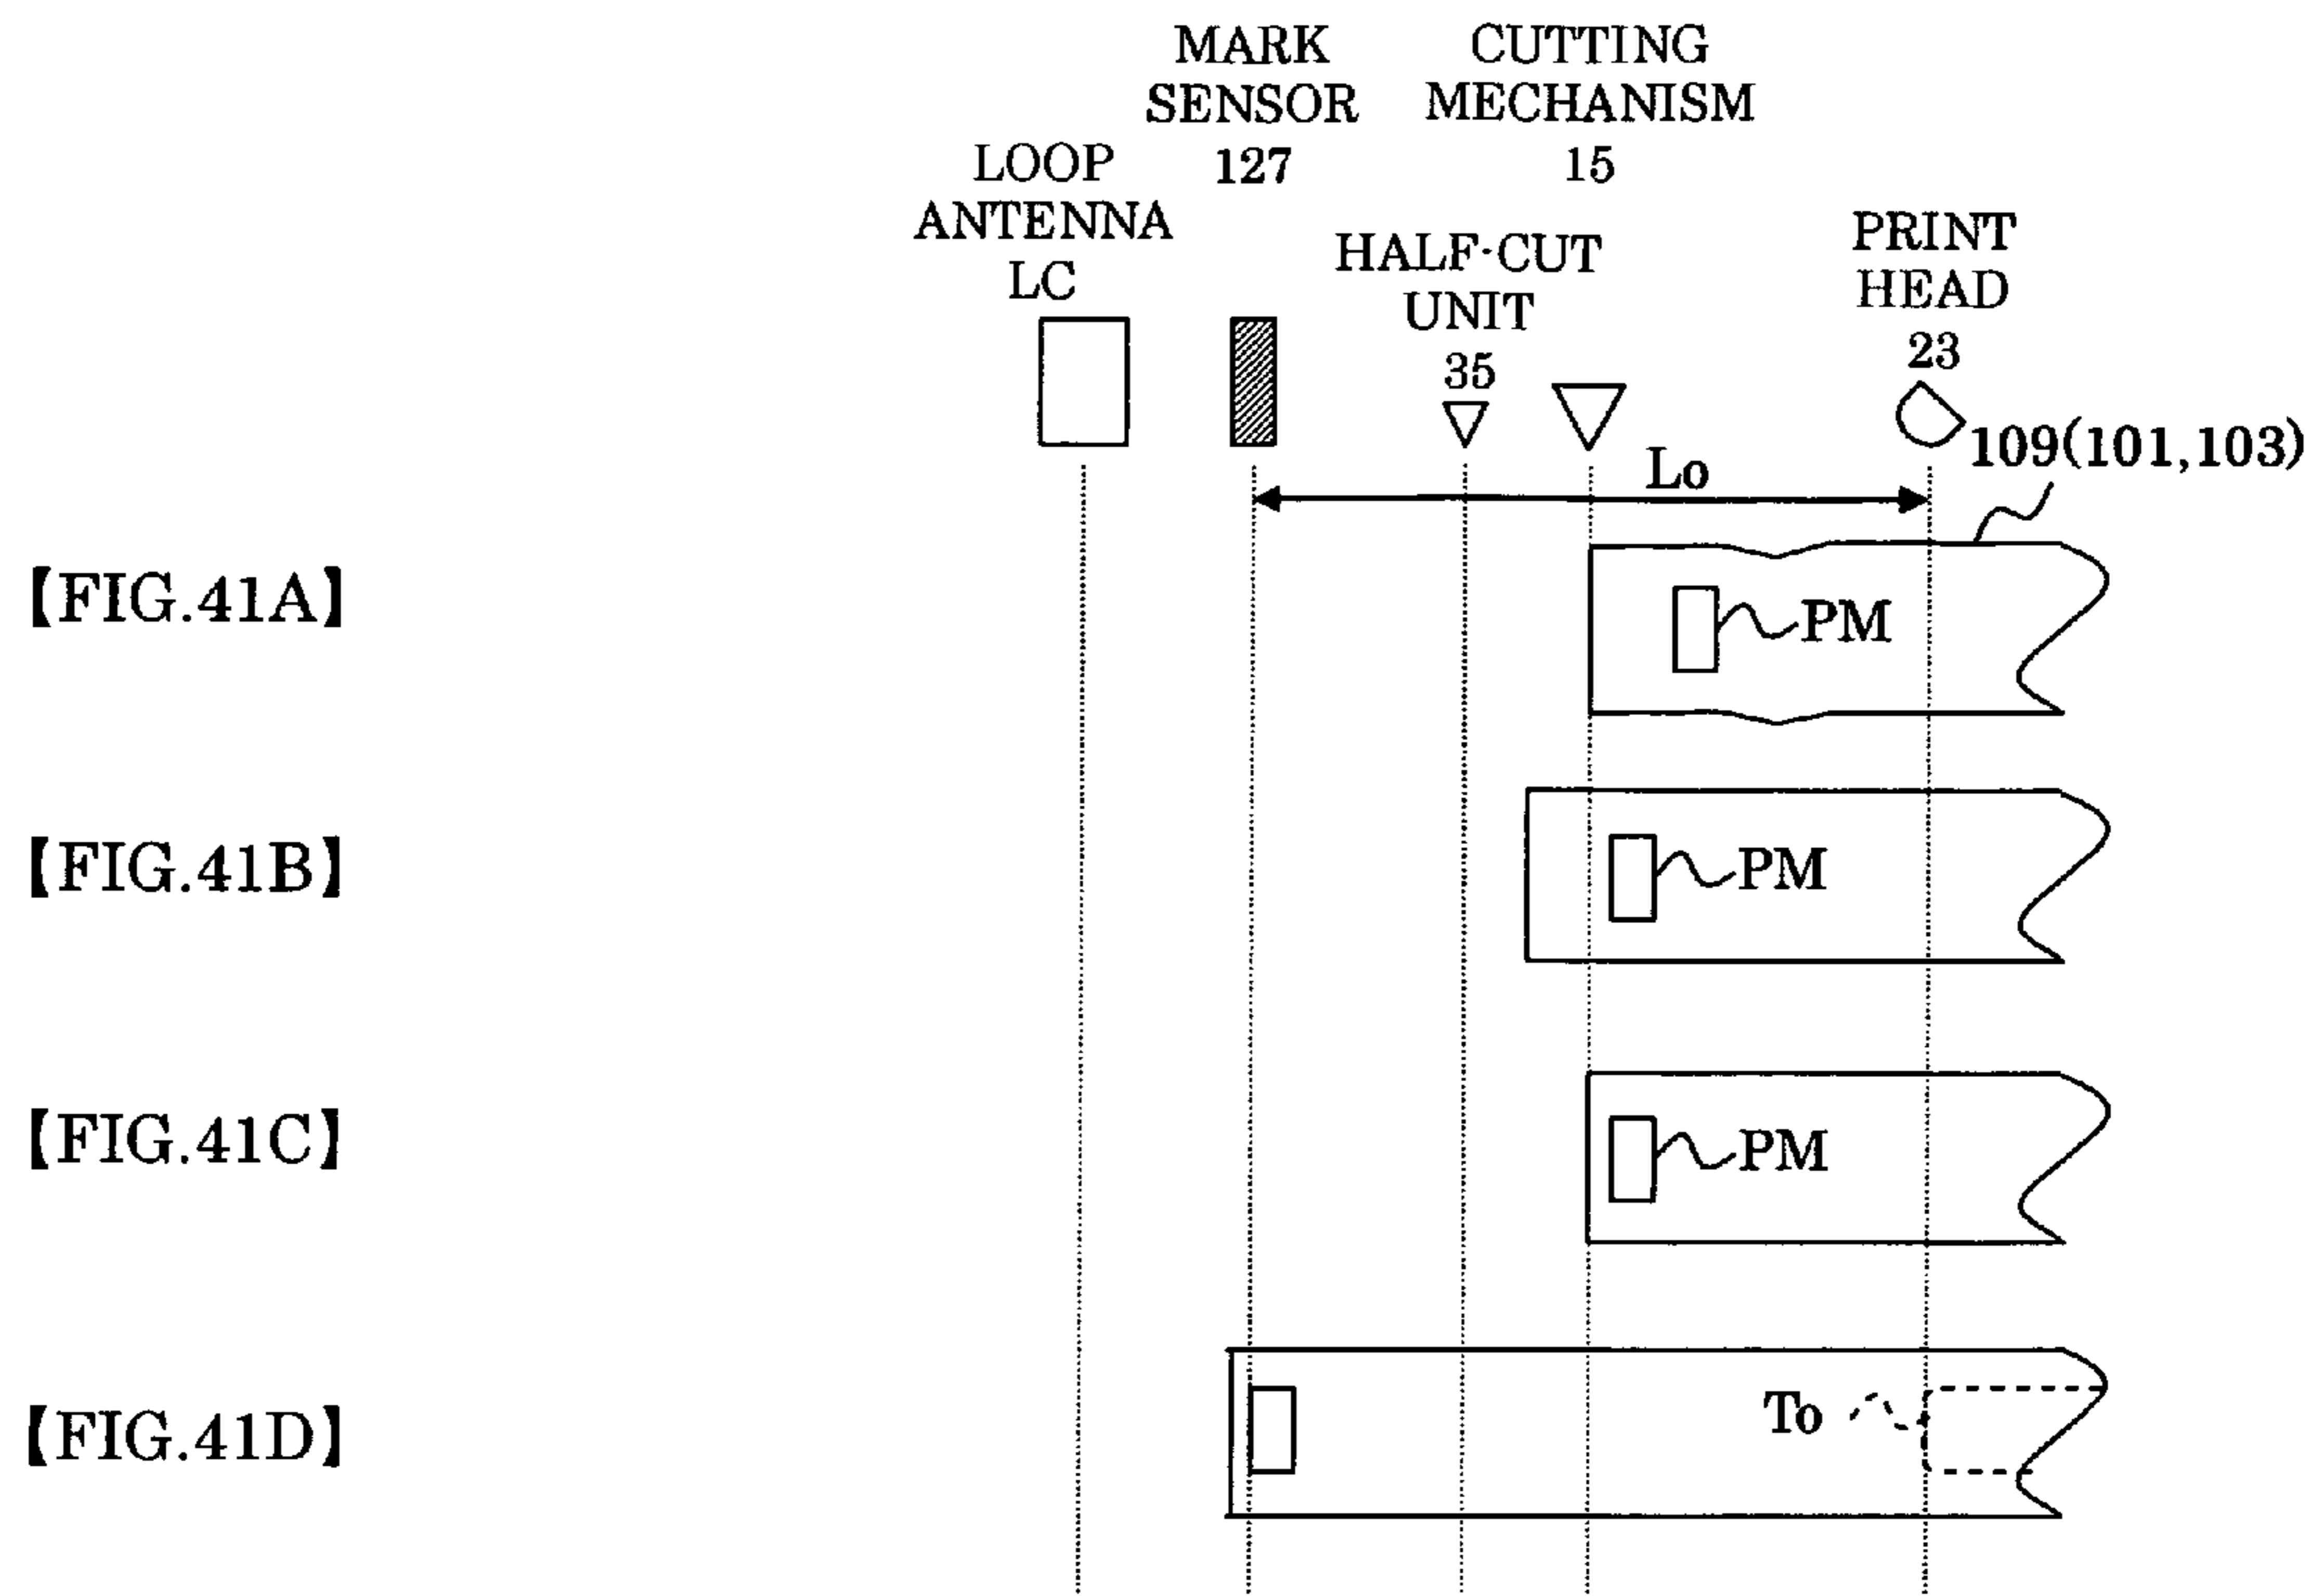 MARK
SENSOR
127
CUTTING
MECHANISM
15
LOOP
ANTENNA
LC
HALF-CUT
UNIT
35
PRINT
HEAD
23
109(101,103)
Lo
【FIG.41A】
PM
【FIG.41B】
PM
【FIG.41C】
PM
【FIG.41D】
To